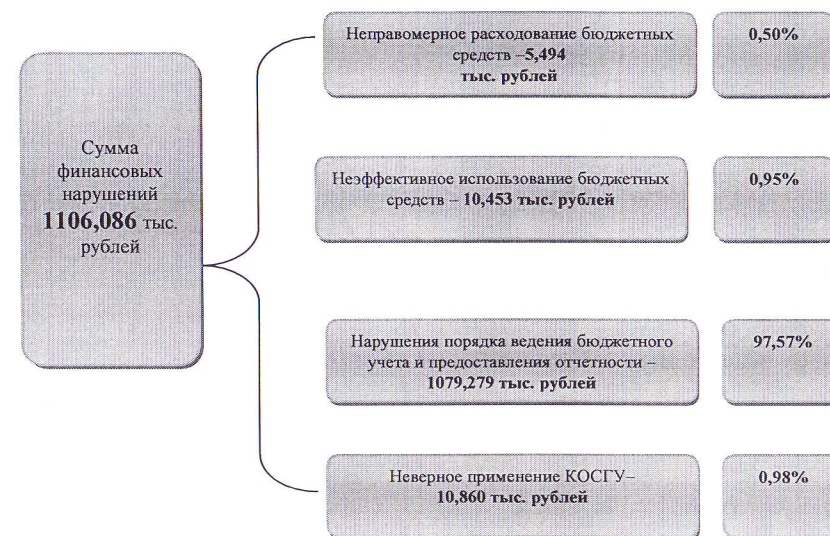 Сумма
финансовых
нарушений
1106,086 тыс.
рублей
Неправомерное расходование бюджетных
средств –5,494
тыс. рублей
0,50%
Неэффективное использование бюджетных
средств – 10,453 тыс. рублей
0,95%
Нарушения порядка ведения бюджетного
учета и предоставления отчетности –
1079,279 тыс. рублей
97,57%
Неверное применение КОСГУ–
10,860 тыс. рублей
0,98%